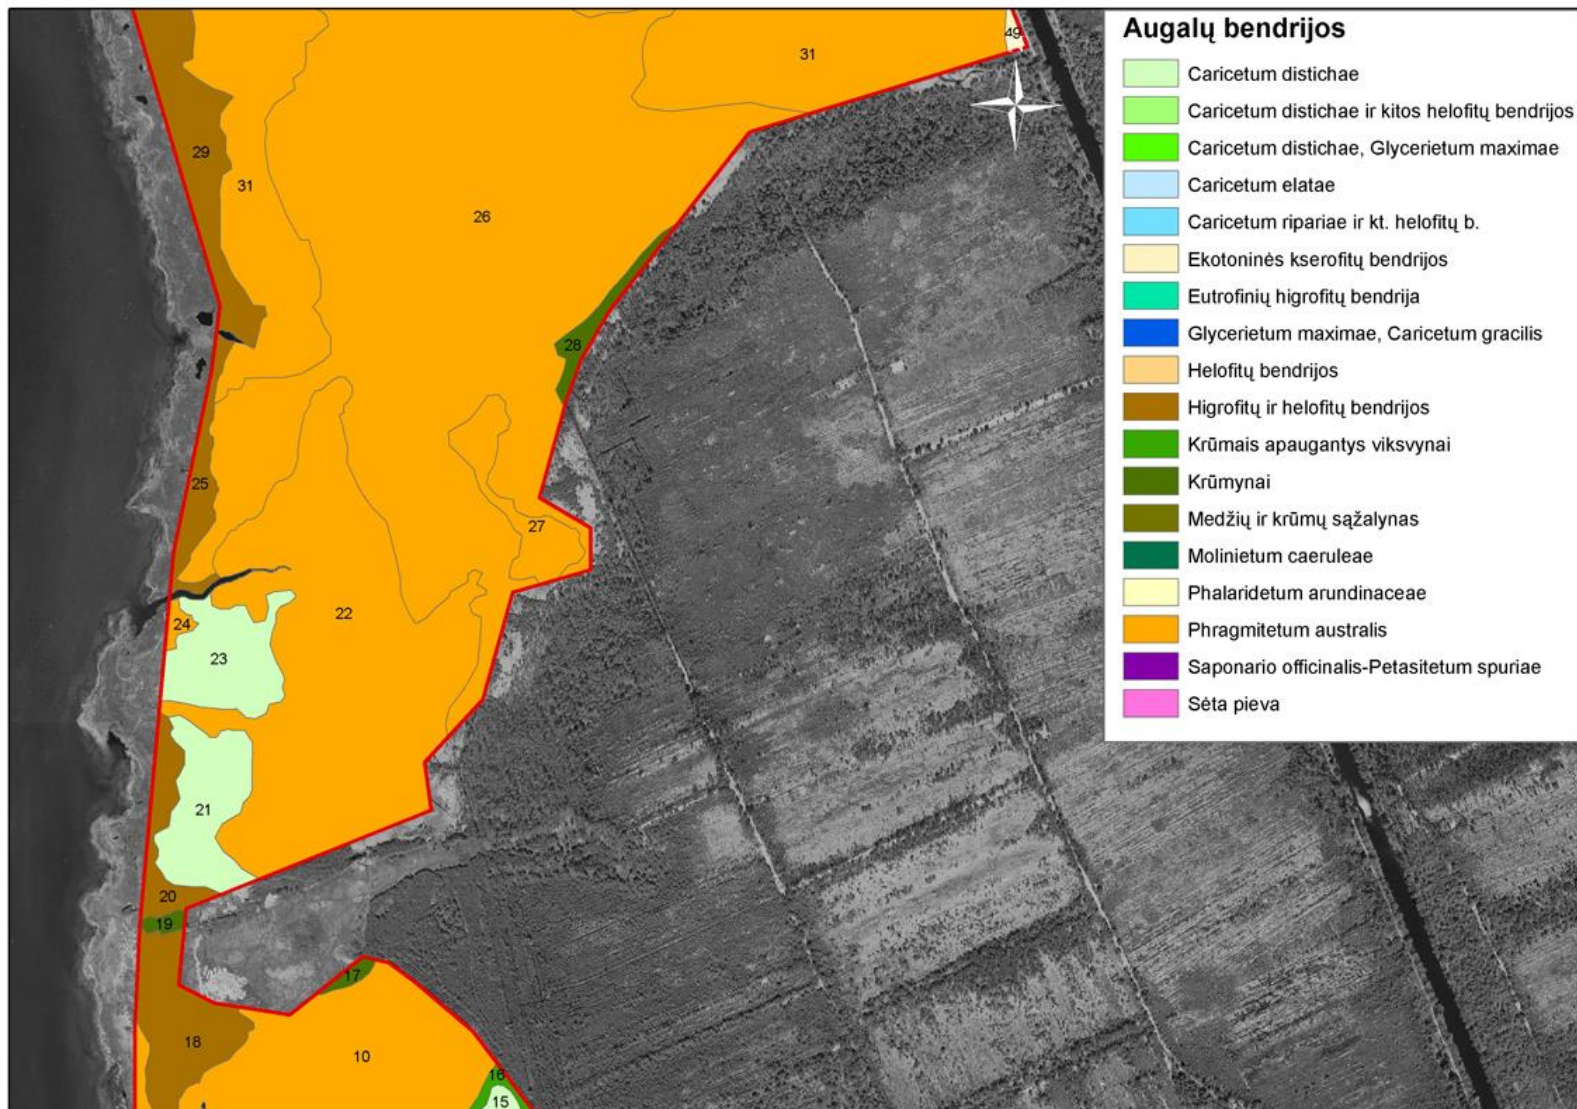 Augalų bendrijos
Caricetum distichae
Caricetum distichae ir kitos helofitų bendrijos
Caricetum distichae, Glycerietum maximae
Caricetum elatae
Caricetum ripariae ir kt. helofitų b.
Ekotoninės kserofitų bendrijos
Eutrofinių higrofitų bendrija
Glycerietum maximae, Caricetum gracilis
Helofitų bendrijos
Higrofitų ir helofitų bendrijos
Krūmais apaugantys viksvynai
Krūmynai
Medžių ir krūmų sąžalynas
Molinietum caeruleae
Phalaridetum arundinaceae
Phragmitetum australis
Saponario officinalis-Petasitetum spuriae
Sėta pieva
49
31
29
31
26
28
25
27
22
24
23
21
20
19
17
18
10
16
15